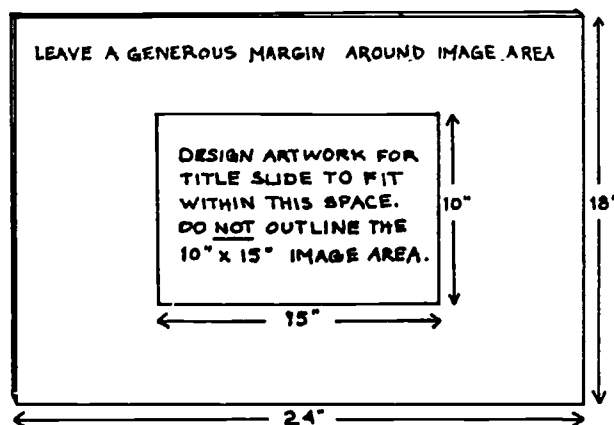 LEAVE A GENEROUS MARGIN AROUND IMAGE AREA
DESIGN ARTWORK FOR
TITLE SLIDE TO FIT
WITHIN THIS SPACE.
DO NOT OUTLINE THE
10" x 15" IMAGE AREA.
10"
18"
15"
24"